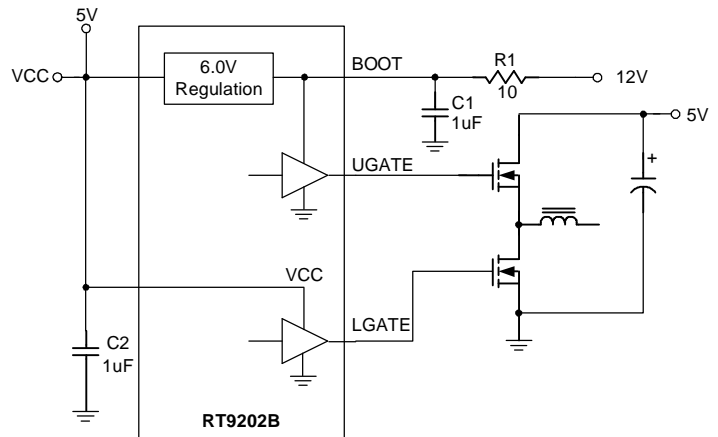 5V
VCC
6.0V
Regulation
BOOT
R1
10
12V
C1
1uF
5V
UGATE
+
VCC
LGATE
C2
1uF
RT9202B